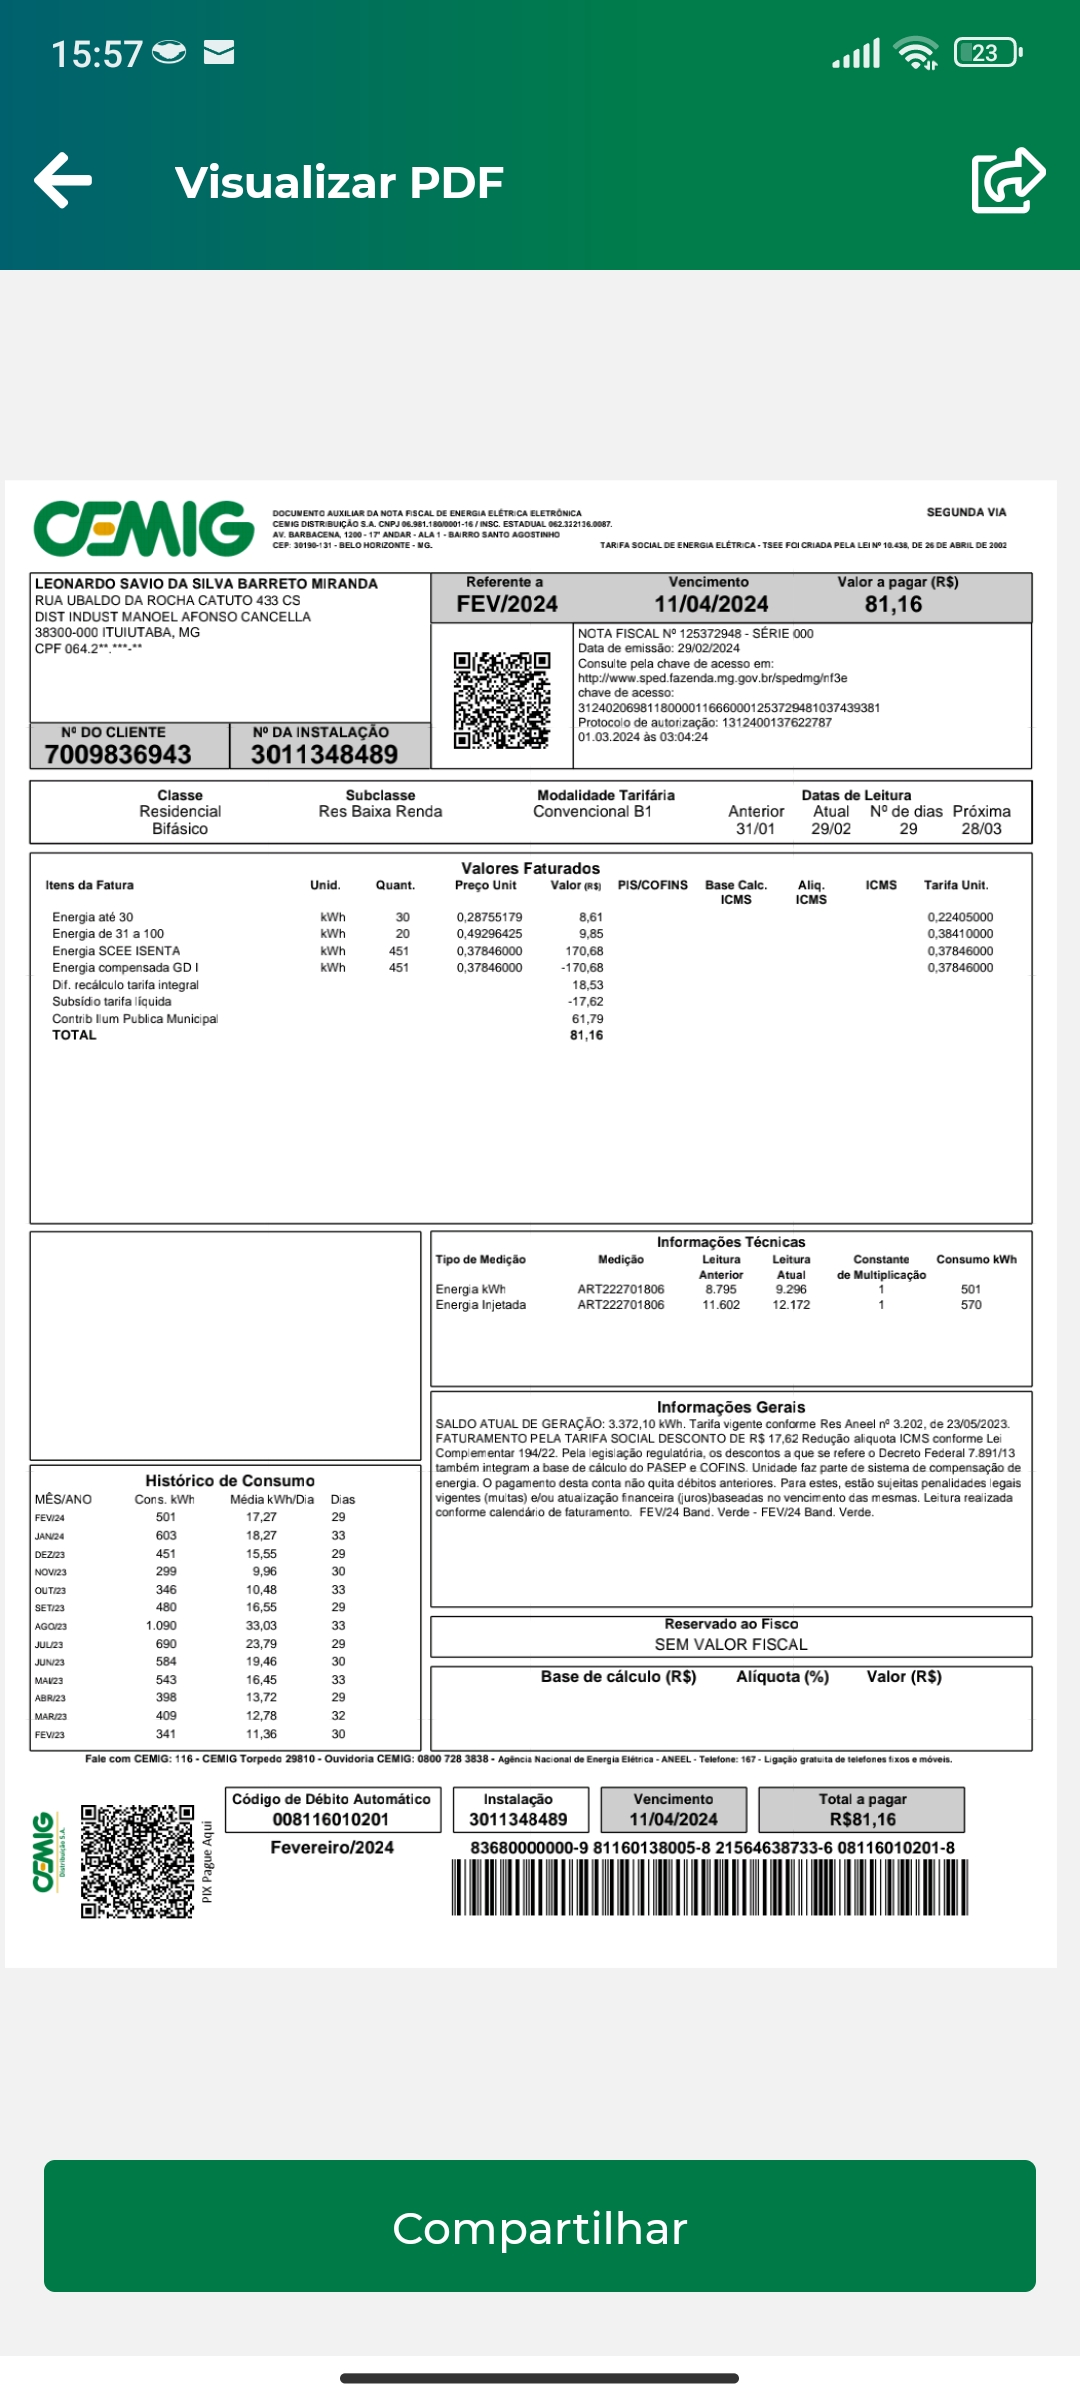 15:57
23
Visualizar PDF
CEMIG
DOCUMENTO AUXILIAR DA NOTA FISCAL DE ENERGIA ELÉTRICA ELETRÔNICA
CEMIG DISTRIBUIÇÃO S.A. CNPJ 06.981.180/0001-16 / INSC. ESTADUAL 062.322136.0087.
AV. BARBACENA, 1200 - 17° ANDAR - ALA 1 - BAIRRO SANTO AGOSTINHO
CEP: 30190-131 - BELO HORIZONTE - MG.
SEGUNDA VIA
TARIFA SOCIAL DE ENERGIA ELÉTRICA - TSEE FOI CRIADA PELA LEI Nº 10.438, DE 26 DE ABRIL DE 2002
LEONARDO SAVIO DA SILVA BARRETO MIRANDA
RUA UBALDO DA ROCHA CATUTO 433 CS
DIST INDUST MANOEL AFONSO CANCELLA
38300-000 ITUIUTABA, MG
CPF 064.2**.***-**
Nº DO CLIENTE Nº DA INSTALAÇÃO
7009836943 3011348489
Referente a Vencimento Valor a pagar (R$)
FEV/2024 11/04/2024 81,16
NOTA FISCAL Nº 125372948 - SÉRIE 000
Data de emissão: 29/02/2024
Consulte pela chave de acesso em:
http://www.sped.fazenda.mg.gov.br/spedmg/nf3e
chave de acesso:
31240206981180000116660001253729481037439381
Protocolo de autorização: 1312400137622787
01.03.2024 às 03:04:24
Classe Subclasse Modalidade Tarifária Datas de Leitura
Residencial Res Baixa Renda Convencional B1 Anterior Atual Nº de dias Próxima
Bifásico 31/01 29/02 29 28/03
Valores Faturados
Itens da Fatura Unid. Quant. Preço Unit Valor (R$) PIS/COFINS Base Calc. Aliq. ICMS Tarifa Unit.
ICMS ICMS
Energia até 30 kWh 30 0,28755179 8,61 0,22405000
Energia de 31 a 100 kWh 20 0,49296425 9,85 0,38410000
Energia SCEE ISENTA kWh 451 0,37846000 170,68 0,37846000
Energia compensada GD I kWh 451 0,37846000 -170,68 0,37846000
Dif. recálculo tarifa integral 18,53
Subsídio tarifa líquida -17,62
Contrib Ilum Publica Municipal 61,79
TOTAL 81,16
Informações Técnicas
Tipo de Medição Medição Leitura Leitura Constante Consumo kWh
Anterior Atual de Multiplicação
Energia kWh ART222701806 8.795 9.296 1 501
Energia Injetada ART222701806 11.602 12.172 1 570
Informações Gerais
SALDO ATUAL DE GERAÇÃO: 3.372,10 kWh. Tarifa vigente conforme Res Aneel nº 3.202, de 23/05/2023.
FATURAMENTO PELA TARIFA SOCIAL DESCONTO DE R$ 17,62 Redução aliquota ICMS conforme Lei
Complementar 194/22. Pela legislação regulatória, os descontos a que se refere o Decreto Federal 7.891/13
também integram a base de cálculo do PASEP e COFINS. Unidade faz parte de sistema de compensação de
energia. O pagamento desta conta não quita débitos anteriores. Para estes, estão sujeitas penalidades legais
vigentes (multas) e/ou atualização financeira (juros)baseadas no vencimento das mesmas. Leitura realizada
conforme calendário de faturamento. FEV/24 Band. Verde - FEV/24 Band. Verde.
Histórico de Consumo
MÊS/ANO Cons. kWh Média kWh/Dia Dias
FEV/24 501 17,27 29
JAN/24 603 18,27 33
DEZ/23 451 15,55 29
NOV/23 299 9,96 30
OUT/23 346 10,48 33
SET/23 480 16,55 29
AGO/23 1.090 33,03 33
JUL/23 690 23,79 29
JUN/23 584 19,46 30
MAI/23 543 16,45 33
ABR/23 398 13,72 29
MAR/23 409 12,78 32
FEV/23 341 11,36 30
Reservado ao Fisco
SEM VALOR FISCAL
Base de cálculo (R$) Alíquota (%) Valor (R$)
Fale com CEMIG: 116 - CEMIG Torpedo 29810 - Ouvidoria CEMIG: 0800 728 3838 - Agência Nacional de Energia Elétrica - ANEEL - Telefone: 167 - Ligação gratuita de telefones fixos e móveis.
CEMIG
Distribuição S.A.
PIX Pague Aqui
Código de Débito Automático Instalação Vencimento Total a pagar
008116010201 3011348489 11/04/2024 R$81,16
Fevereiro/2024 83680000000-9 81160138005-8 21564638733-6 08116010201-8
Compartilhar